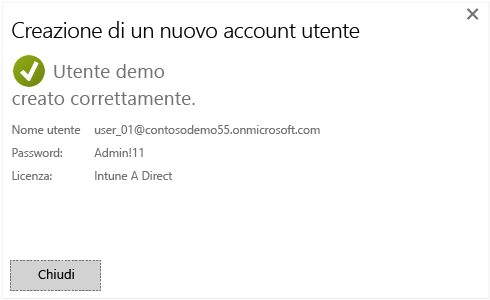 Creazione di un nuovo account utente
Utente demo
creato correttamente.
Nome utente user_01@contosodemo55.onmicrosoft.com
Password: Admin!11
Licenza: Intune A Direct
Chiudi